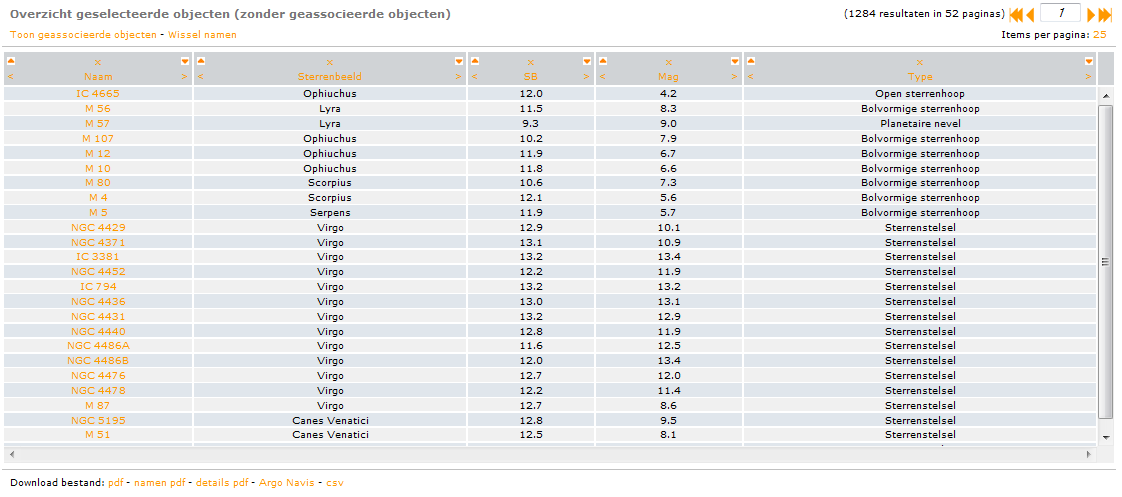 Overzicht geselecteerde objecten (zonder geassocieerde objecten)
(1284 resultaten in 52 paginas) 1
Toon geassocieerde objecten - Wissel namen
Items per pagina: 25
x x x x x
< Naam > < Sterrenbeeld > < SB > < Mag > < Type >
IC 4665 Ophiuchus 12.0 4.2 Open sterrenhoop
M 56 Lyra 11.5 8.3 Bolvormige sterrenhoop
M 57 Lyra 9.3 9.0 Planetaire nevel
M 107 Ophiuchus 10.2 7.9 Bolvormige sterrenhoop
M 12 Ophiuchus 11.9 6.7 Bolvormige sterrenhoop
M 10 Ophiuchus 11.8 6.6 Bolvormige sterrenhoop
M 80 Scorpius 10.6 7.3 Bolvormige sterrenhoop
M 4 Scorpius 12.1 5.6 Bolvormige sterrenhoop
M 5 Serpens 11.9 5.7 Bolvormige sterrenhoop
NGC 4429 Virgo 12.9 10.1 Sterrenstelsel
NGC 4371 Virgo 13.1 10.9 Sterrenstelsel
IC 3381 Virgo 13.2 13.4 Sterrenstelsel
NGC 4452 Virgo 12.2 11.9 Sterrenstelsel
IC 794 Virgo 13.2 13.2 Sterrenstelsel
NGC 4436 Virgo 13.0 13.1 Sterrenstelsel
NGC 4431 Virgo 13.2 12.9 Sterrenstelsel
NGC 4440 Virgo 12.8 11.9 Sterrenstelsel
NGC 4486A Virgo 11.6 12.5 Sterrenstelsel
NGC 4486B Virgo 12.0 13.4 Sterrenstelsel
NGC 4476 Virgo 12.7 12.0 Sterrenstelsel
NGC 4478 Virgo 12.2 11.4 Sterrenstelsel
M 87 Virgo 12.7 8.6 Sterrenstelsel
NGC 5195 Canes Venatici 12.8 9.5 Sterrenstelsel
M 51 Canes Venatici 12.5 8.1 Sterrenstelsel
Download bestand: pdf - namen pdf - details pdf - Argo Navis - csv